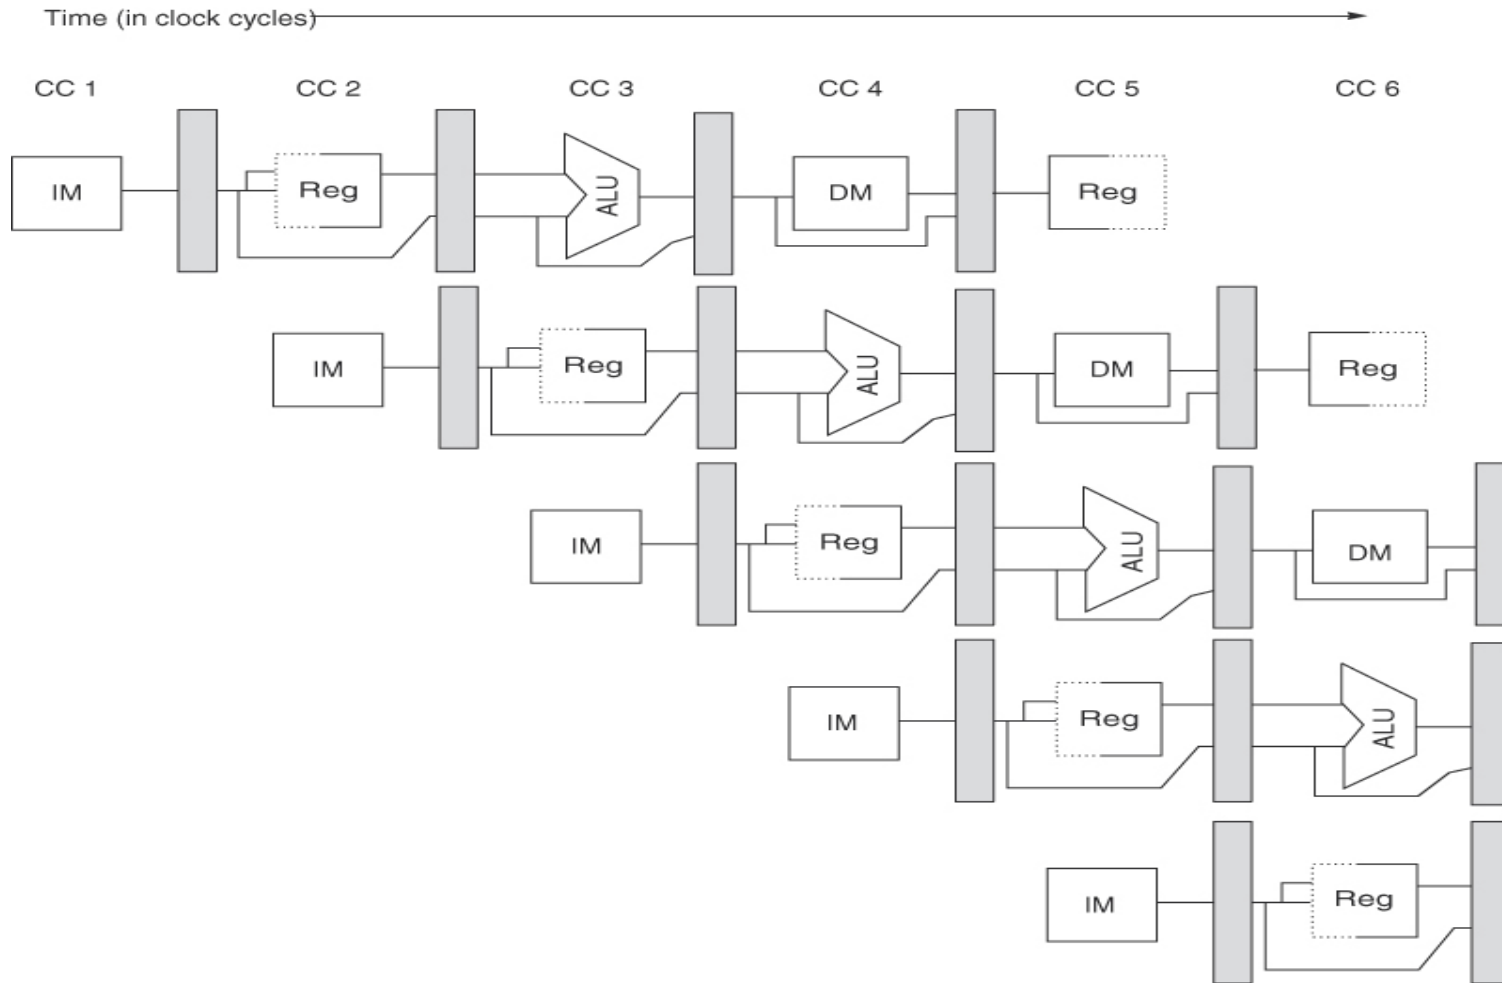 Time (in clock cycles)
CC 1 CC 2 CC 3 CC 4 CC 5 CC 6
IM Reg ALU DM Reg
IM Reg ALU DM Reg
IM Reg ALU DM
IM Reg ALU
IM Reg